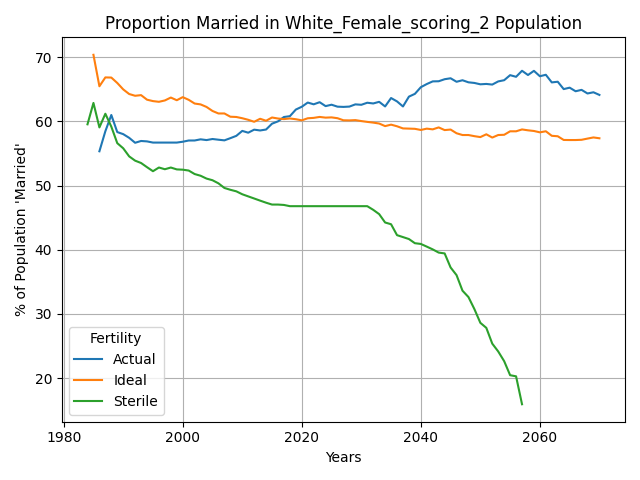 Proportion Married in White_Female_scoring_2 Population
% of Population 'Married'
70
60
50
40
30
20
Fertility
Actual
Ideal
Sterile
1980 2000 2020 2040 2060
Years